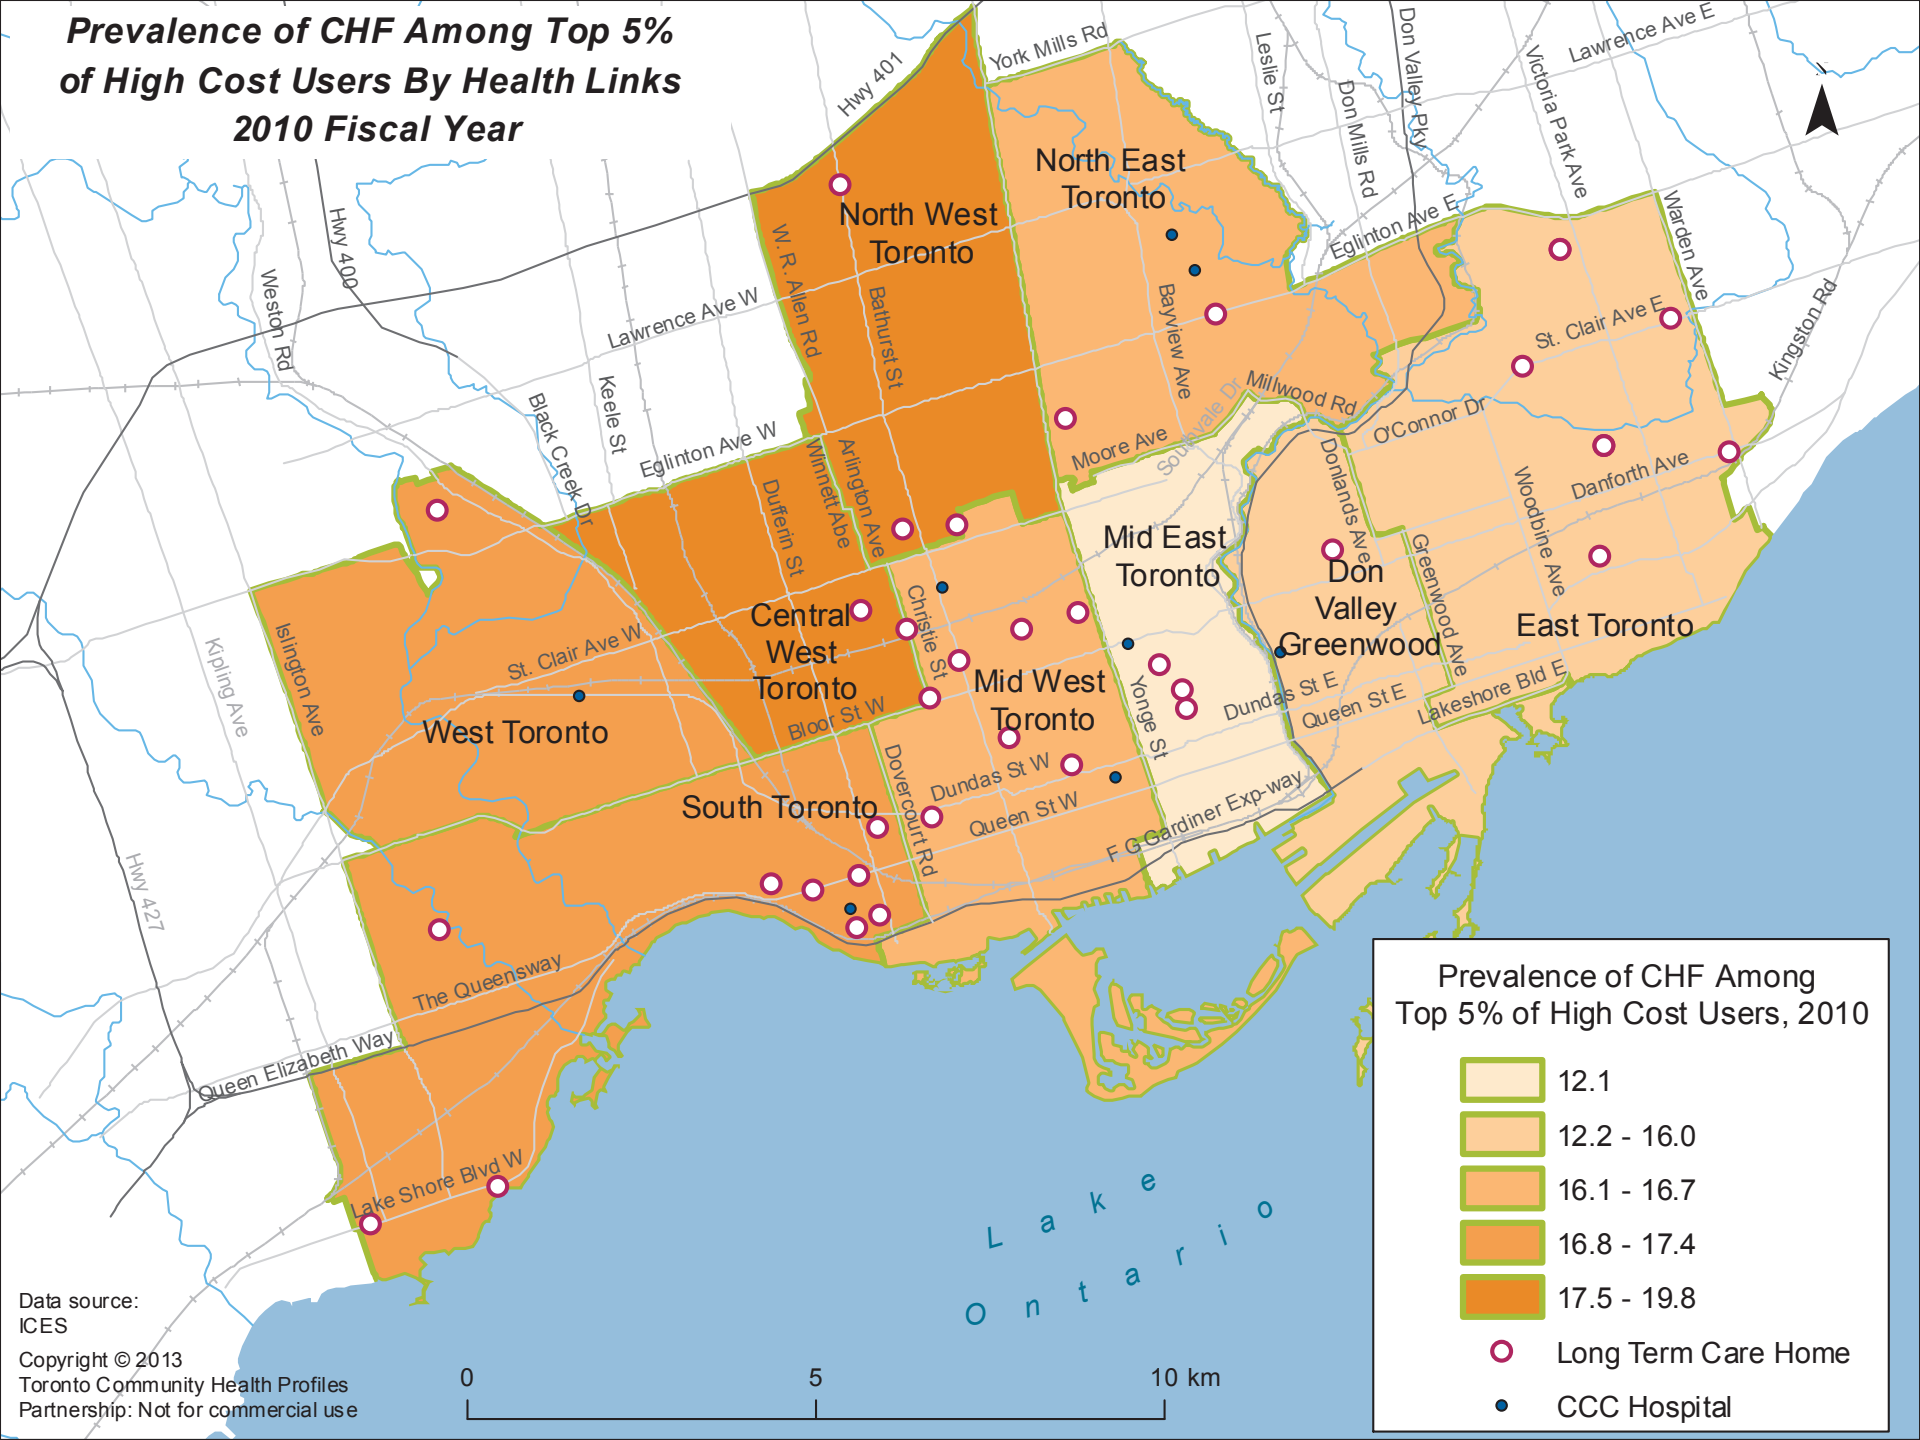 Prevalence of CHF Among Top 5%
of High Cost Users By Health Links
2010 Fiscal Year
Hwy 401
York Mills Rd
Leslie St
Don Mills Rd
Don Valley Pky
Victoria Park Ave
Lawrence Ave E
N
North East
Toronto
North West
Toronto
Hwy 400
Weston Rd
W. R. Allen Rd
Bathurst St
Bayview Ave
Eglinton Ave E
Warden Ave
Kingston Rd
St. Clair Ave E
Lawrence Ave W
Keele St
Black Creek Dr
Eglinton Ave W
Winnett Abe
Arlington Ave
Dufferin St
Moore Ave
Southvale Dr
Millwood Rd
O'Connor Dr
Donlands Ave
Danforth Ave
Woodbine Ave
Greenwood Ave
Mid East
Toronto
Don
Valley
Greenwood
East Toronto
Central
West
Toronto
Christie St
Mid West
Toronto
Kipling Ave
Islington Ave
St. Clair Ave W
West Toronto
Bloor St W
Yonge St
Dundas St E
Queen St E
Lakeshore Bld E
South Toronto
Dovercourt Rd
Dundas St W
Queen St W
F G Gardiner Exp-way
Hwy 427
The Queensway
Queen Elizabeth Way
Lake Shore Blvd W
Lake
Ontario
Prevalence of CHF Among
Top 5% of High Cost Users, 2010
12.1
12.2 - 16.0
16.1 - 16.7
16.8 - 17.4
17.5 - 19.8
Long Term Care Home
CCC Hospital
Data source:
ICES
Copyright © 2013
Toronto Community Health Profiles
Partnership: Not for commercial use
0 5 10 km